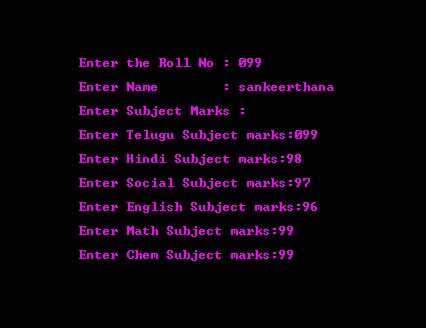 Enter the Roll No : 099
Enter Name        : sankeerthana
Enter Subject Marks :
Enter Telugu Subject marks:099
Enter Hindi Subject marks:98
Enter Social Subject marks:97
Enter English Subject marks:96
Enter Math Subject marks:99
Enter Chem Subject marks:99